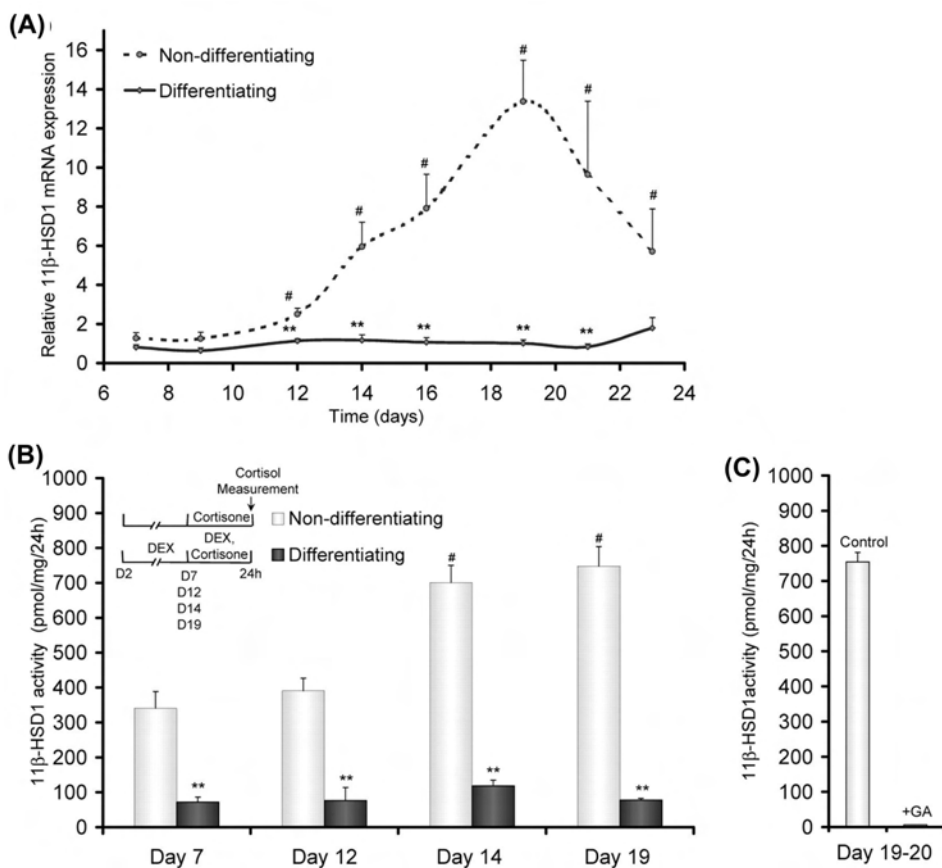 (A)
16
14
12
10
8
6
4
2
0
Relative 11β-HSD1 mRNA expression
Non-differentiating
Differentiating
#
#
#
#
#
#
**
**
**
**
**
6 8 10 12 14 16 18 20 22 24
Time (days)
(B)
1000
900
800
700
600
500
400
300
200
100
0
11β-HSD1 activity (pmol/mg/24h)
Cortisol
Measurement
Cortisone
DEX
DEX,
Cortisone
D2 D7 24h
D12
D14
D19
Non-differentiating
Differentiating
#
#
**
**
**
**
Day 7 Day 12 Day 14 Day 19
(C)
1000
900
800
700
600
500
400
300
200
100
0
11β-HSD1activity (pmol/mg/24h)
Control
+GA
Day 19-20